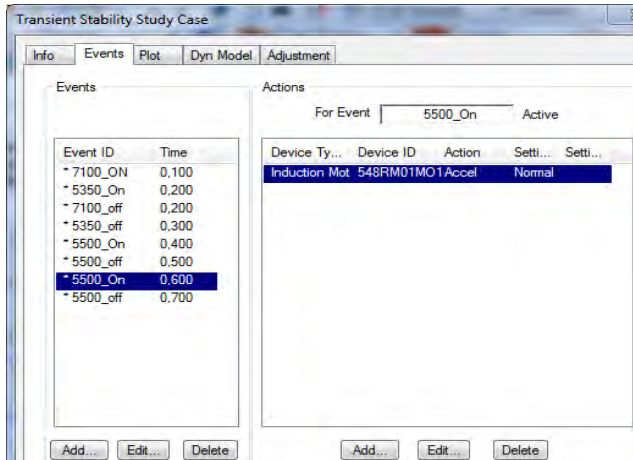 Transient Stability Study Case
Info Events Plot Dyn Model Adjustment
Events
Actions
For Event 5500_On Active
Event ID Time
* 7100_ON 0,100
* 5350_On 0,200
* 7100_off 0,200
* 5350_off 0,300
* 5500_On 0,400
* 5500_off 0,500
* 5500_On 0,600
* 5500_off 0,700
Device Ty... Device ID Action Setti... Setti...
Induction Mot 548RM01MO1 Accel Normal
Add... Edit... Delete
Add... Edit... Delete